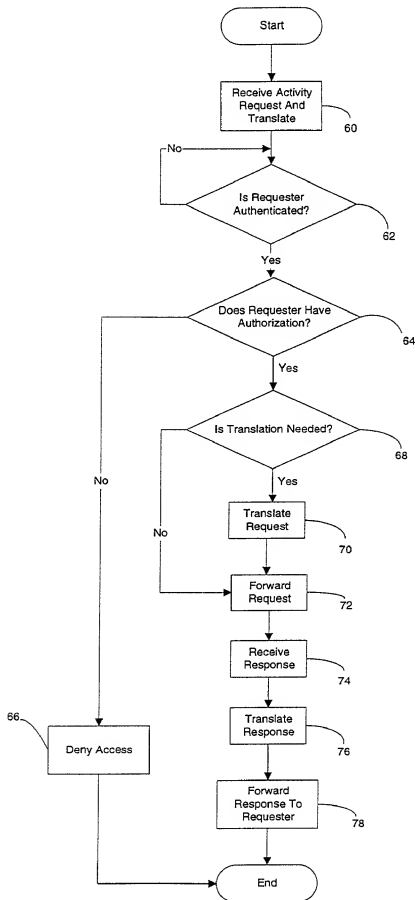 Start
Receive Activity
Request And
Translate
60
No
Is Requester
Authenticated?
62
Yes
Does Requester Have
Authorization?
64
Yes
Is Translation Needed?
68
No
Yes
Translate
Request
70
No
Forward
Request
72
Receive
Response
74
66
Deny Access
Translate
Response
76
Forward
Response To
Requester
78
End